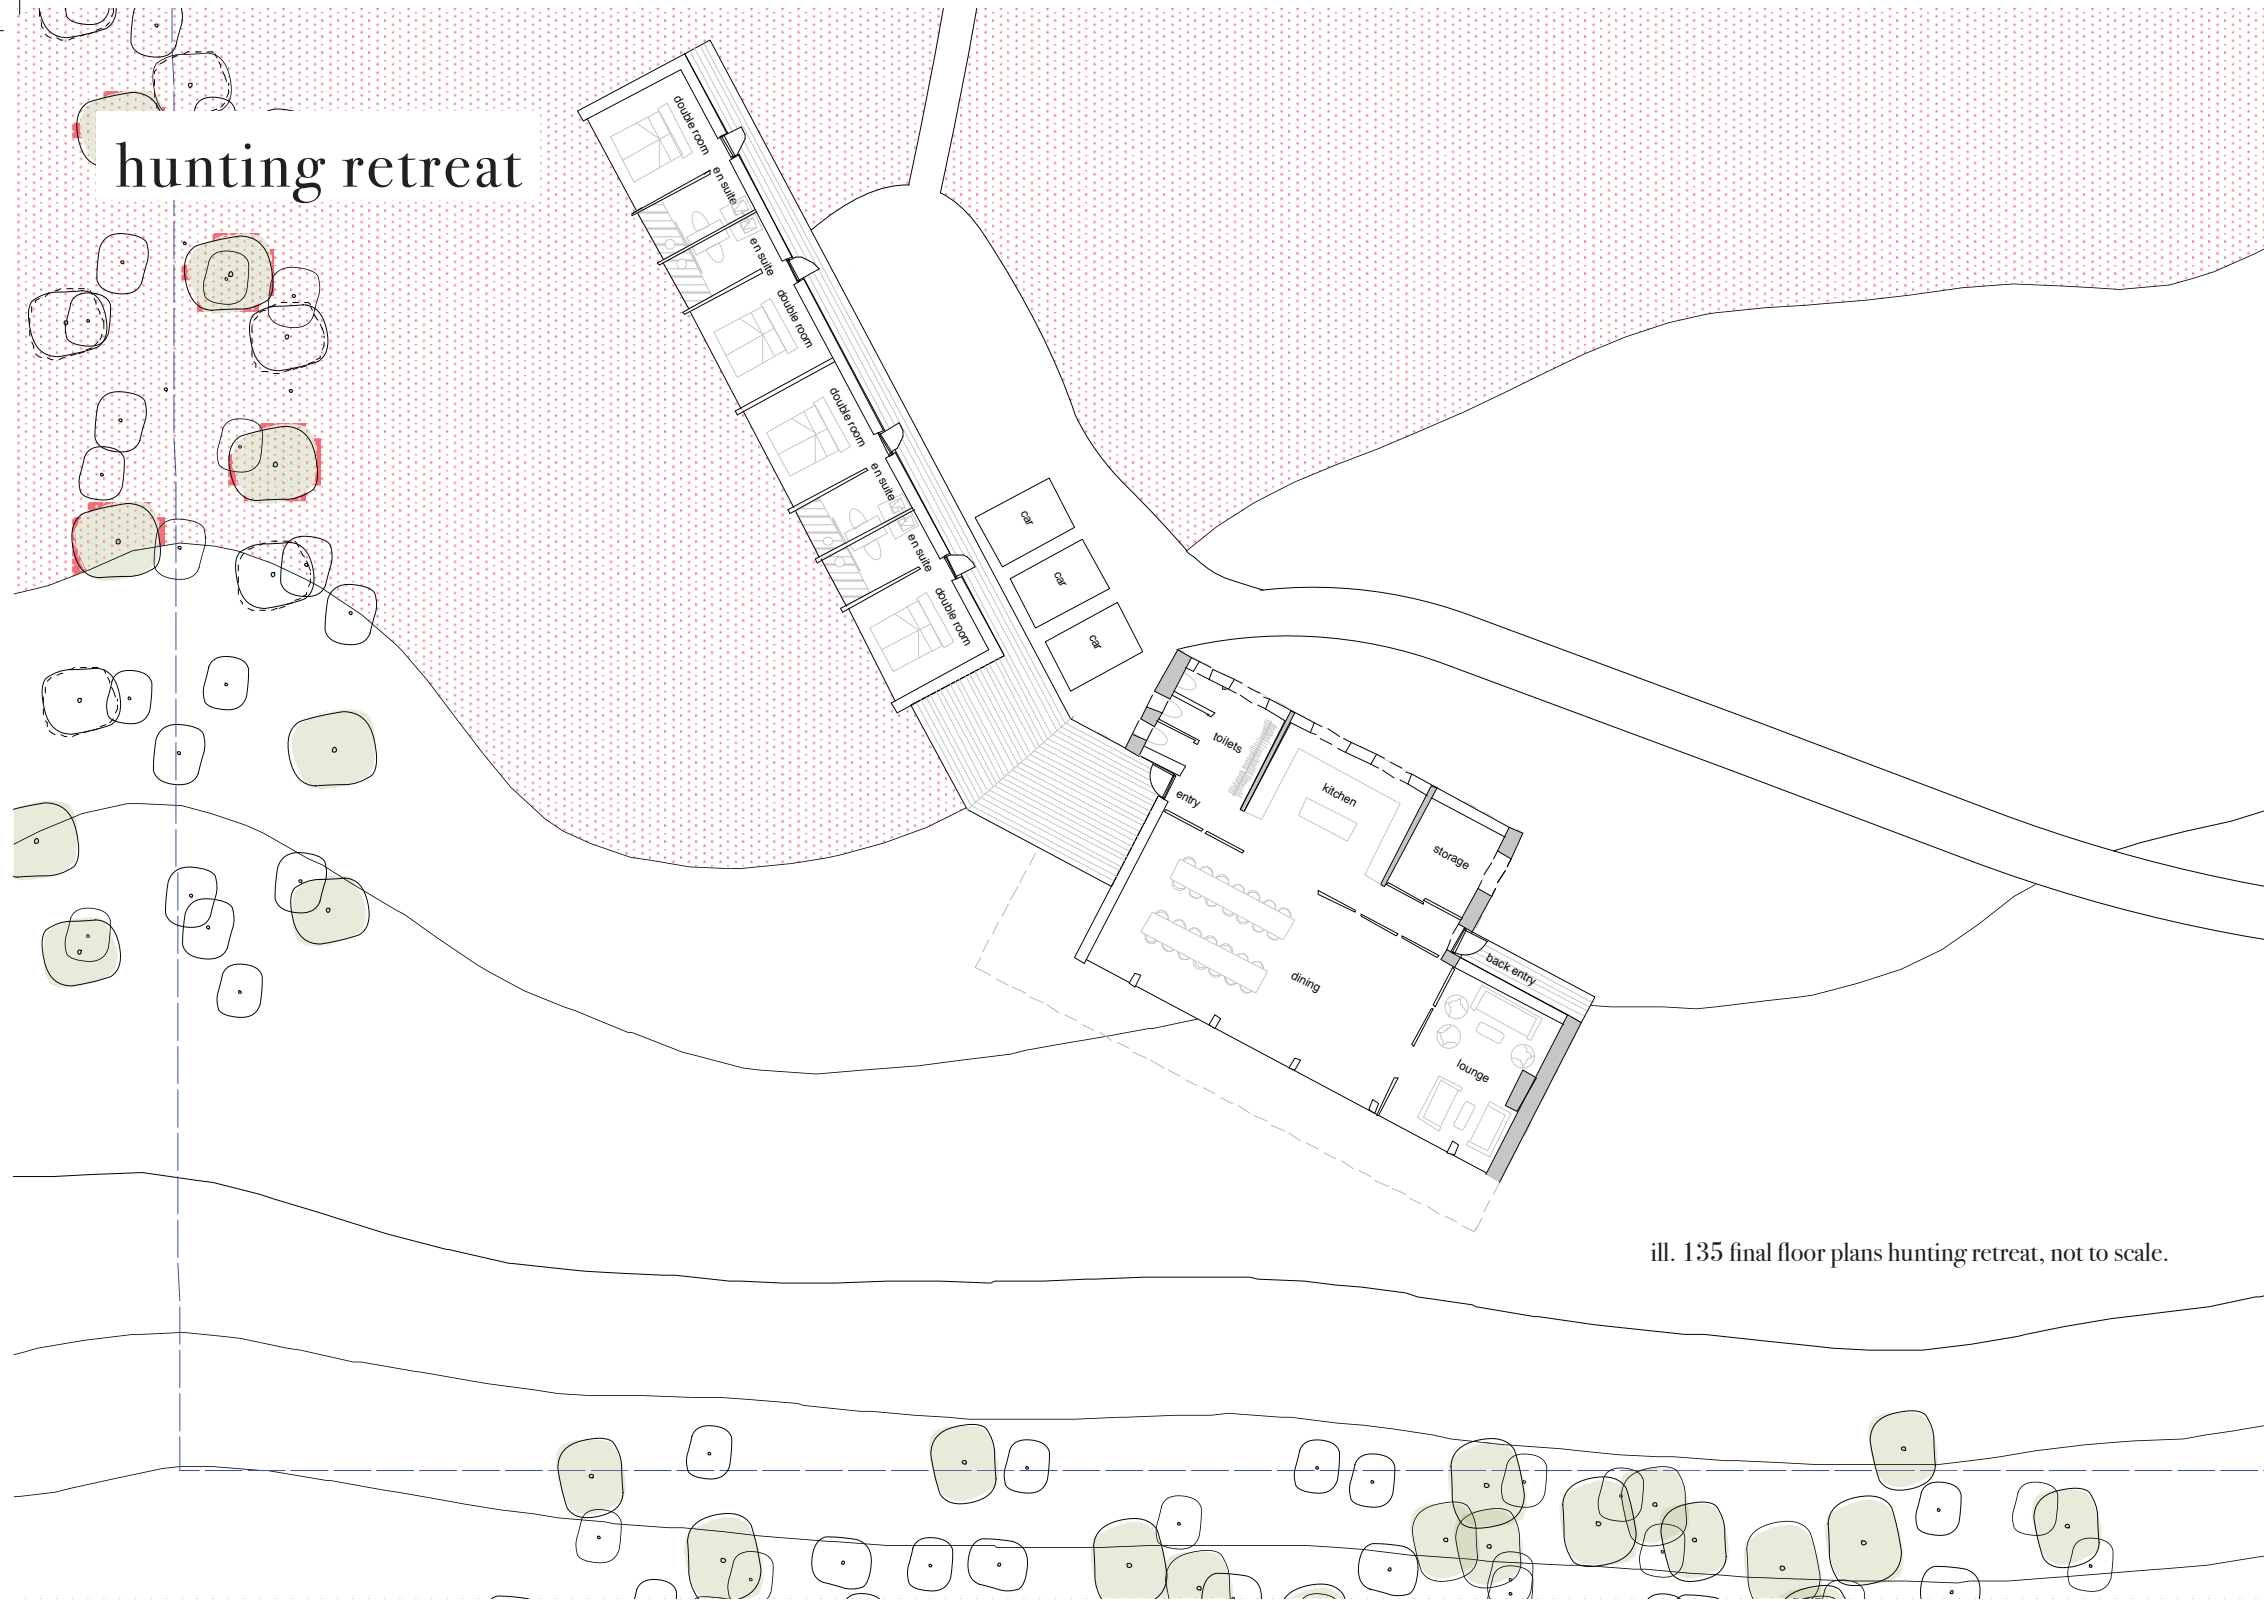 hunting retreat
double room
en suite
en suite
double room
double room
en suite
en suite
double room
car
car
car
toilets
entry
kitchen
storage
back entry
dining
lounge
ill. 135 final floor plans hunting retreat, not to scale.